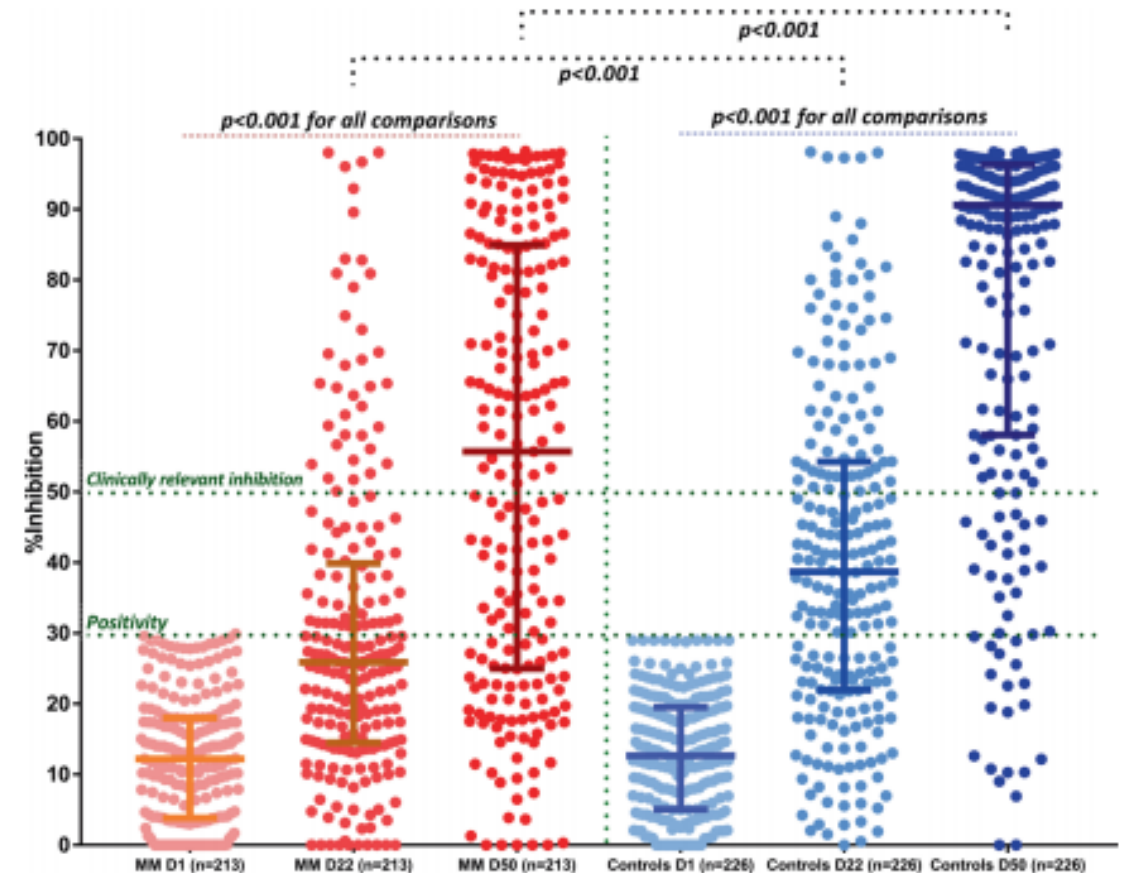 p<0.001
p<0.001
p<0.001 for all comparisons
p<0.001 for all comparisons
100
90
80
70
60
50
40
30
20
10
0
%Inhibition
Clinically relevant inhibition
Positivity
MM D1 (n=213)
MM D22 (n=213)
MM D50 (n=213)
Controls D1 (n=226)
Controls D22 (n=226)
Controls D50 (n=226)